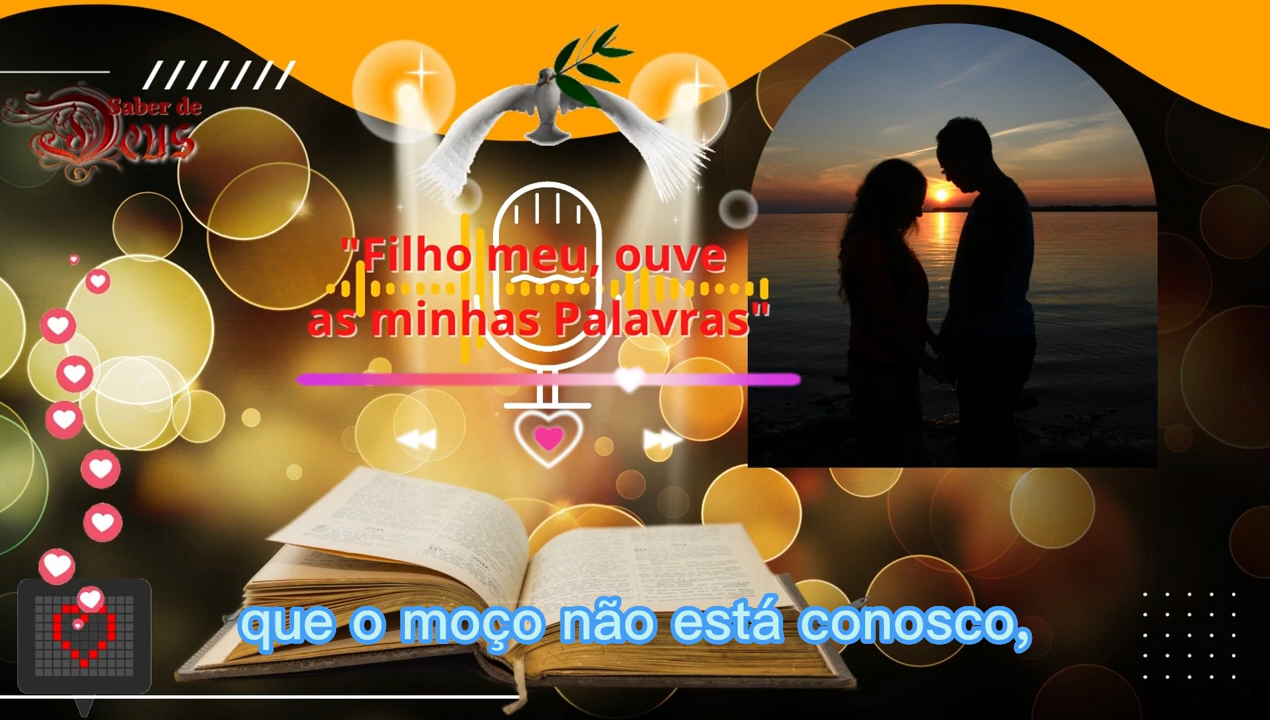 Saber de
Deus
"Filho meu, ouve
as minhas Palavras"
que o moço não está conosco,